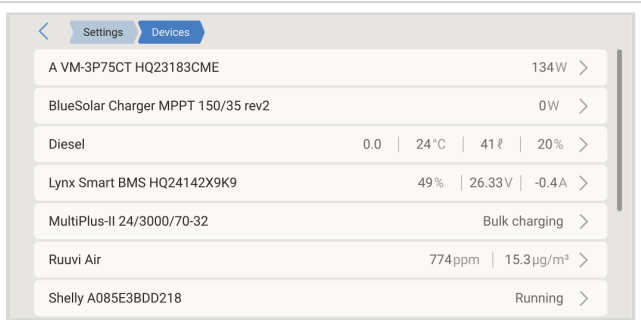 Settings Devices
A VM-3P75CT HQ23183CME 134W
BlueSolar Charger MPPT 150/35 rev2 0W
Diesel 0.0 24°C 41ℓ 20%
Lynx Smart BMS HQ24142X9K9 49% 26.33V -0.4A
MultiPlus-II 24/3000/70-32 Bulk charging
Ruuvi Air 774ppm 15.3µg/m³
Shelly A085E3BDD218 Running